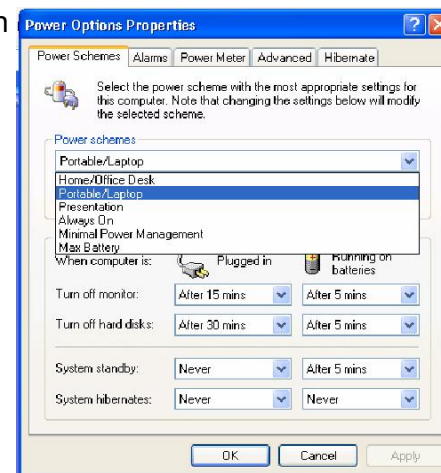 Power Options Properties
Power Schemes Alarms Power Meter Advanced Hibernate
Select the power scheme with the most appropriate settings for
this computer. Note that changing the settings below will modify
the selected scheme.
Power schemes
Portable/Laptop
Home/Office Desk
Portable/Laptop
Presentation
Always On
Minimal Power Management
Max Battery
When computer is: Plugged in Running on
batteries
Turn off monitor: After 15 mins After 5 mins
Turn off hard disks: After 30 mins After 5 mins
System standby: Never After 5 mins
System hibernates: Never Never
OK Cancel Apply